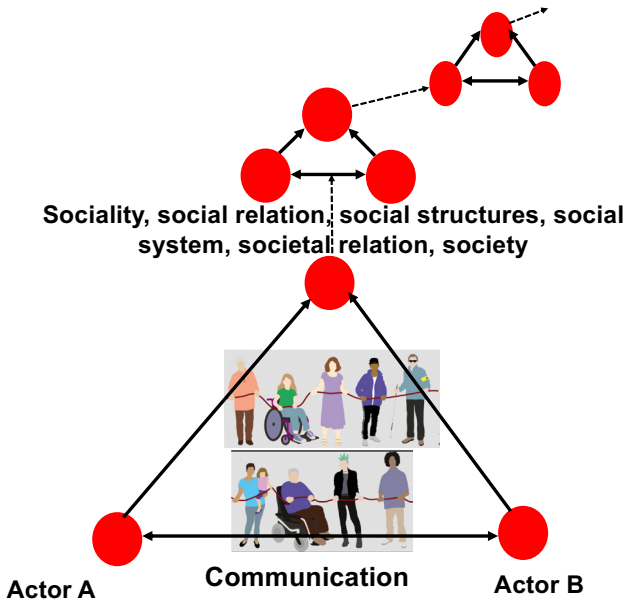 Sociality, social relation, social structures, social
system, societal relation, society
Actor A
Communication
Actor B